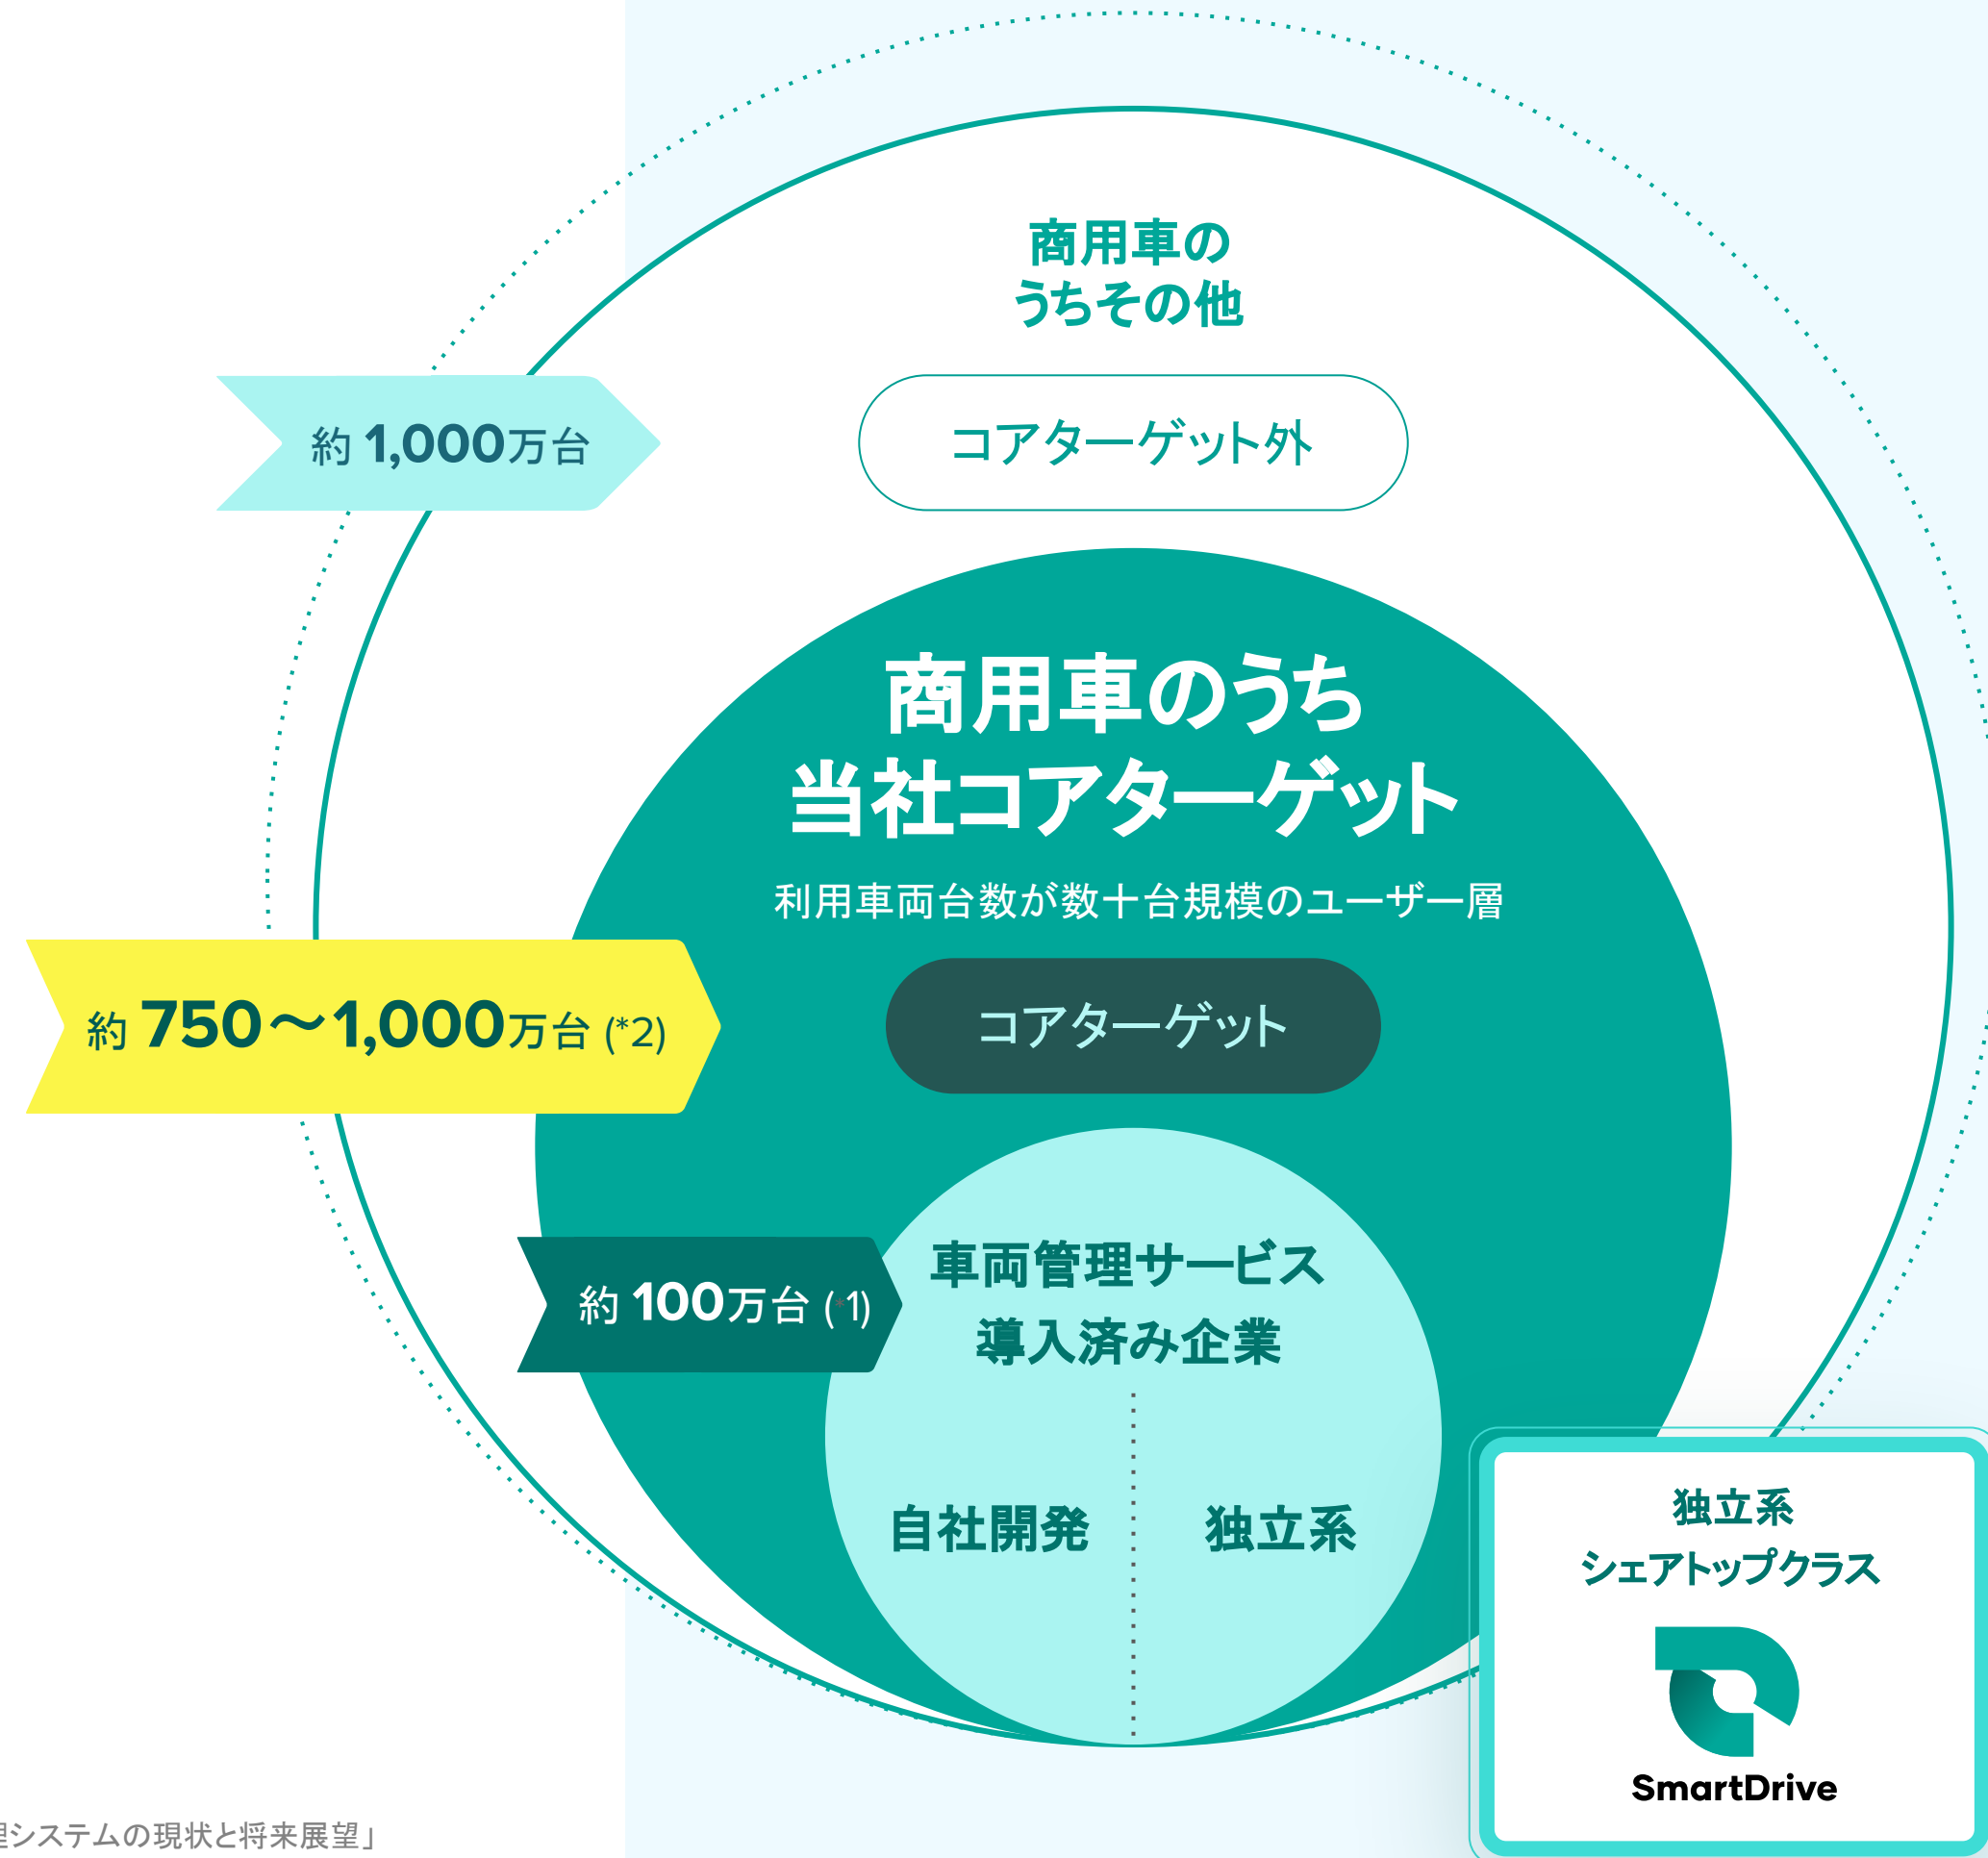 商用車の
うちその他
約 1,000万台
コアターゲット外
商用車のうち
当社コアターゲット
利用車両台数が数十台規模のユーザー層
約 750〜1,000万台 (*2)
コアターゲット
約 100万台 (*1)
車両管理サービス
導入済み企業
自社開発
独立系
独立系
シェアトップクラス
SmartDrive
システムの現状と将来展望」